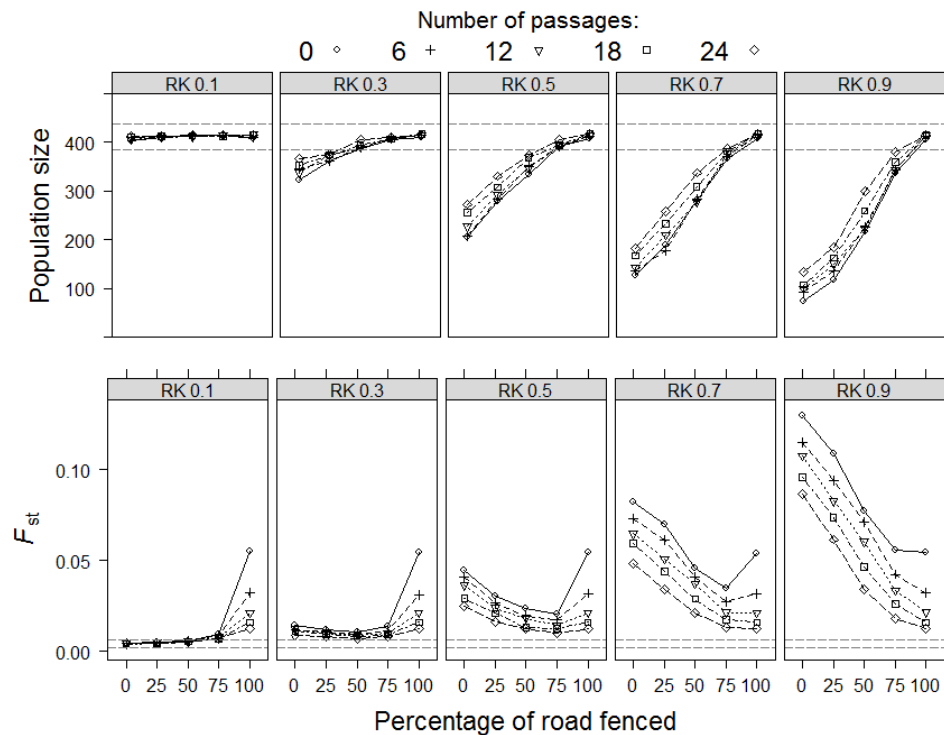 Number of passages:
0 6 12 18 24
RK 0.1 RK 0.3 RK 0.5 RK 0.7 RK 0.9
Population size
400
300
200
100
RK 0.1 RK 0.3 RK 0.5 RK 0.7 RK 0.9
Fst
0.10
0.05
0.00
0 25 50 75 100 0 25 50 75 100 0 25 50 75 100 0 25 50 75 100 0 25 50 75 100
Percentage of road fenced